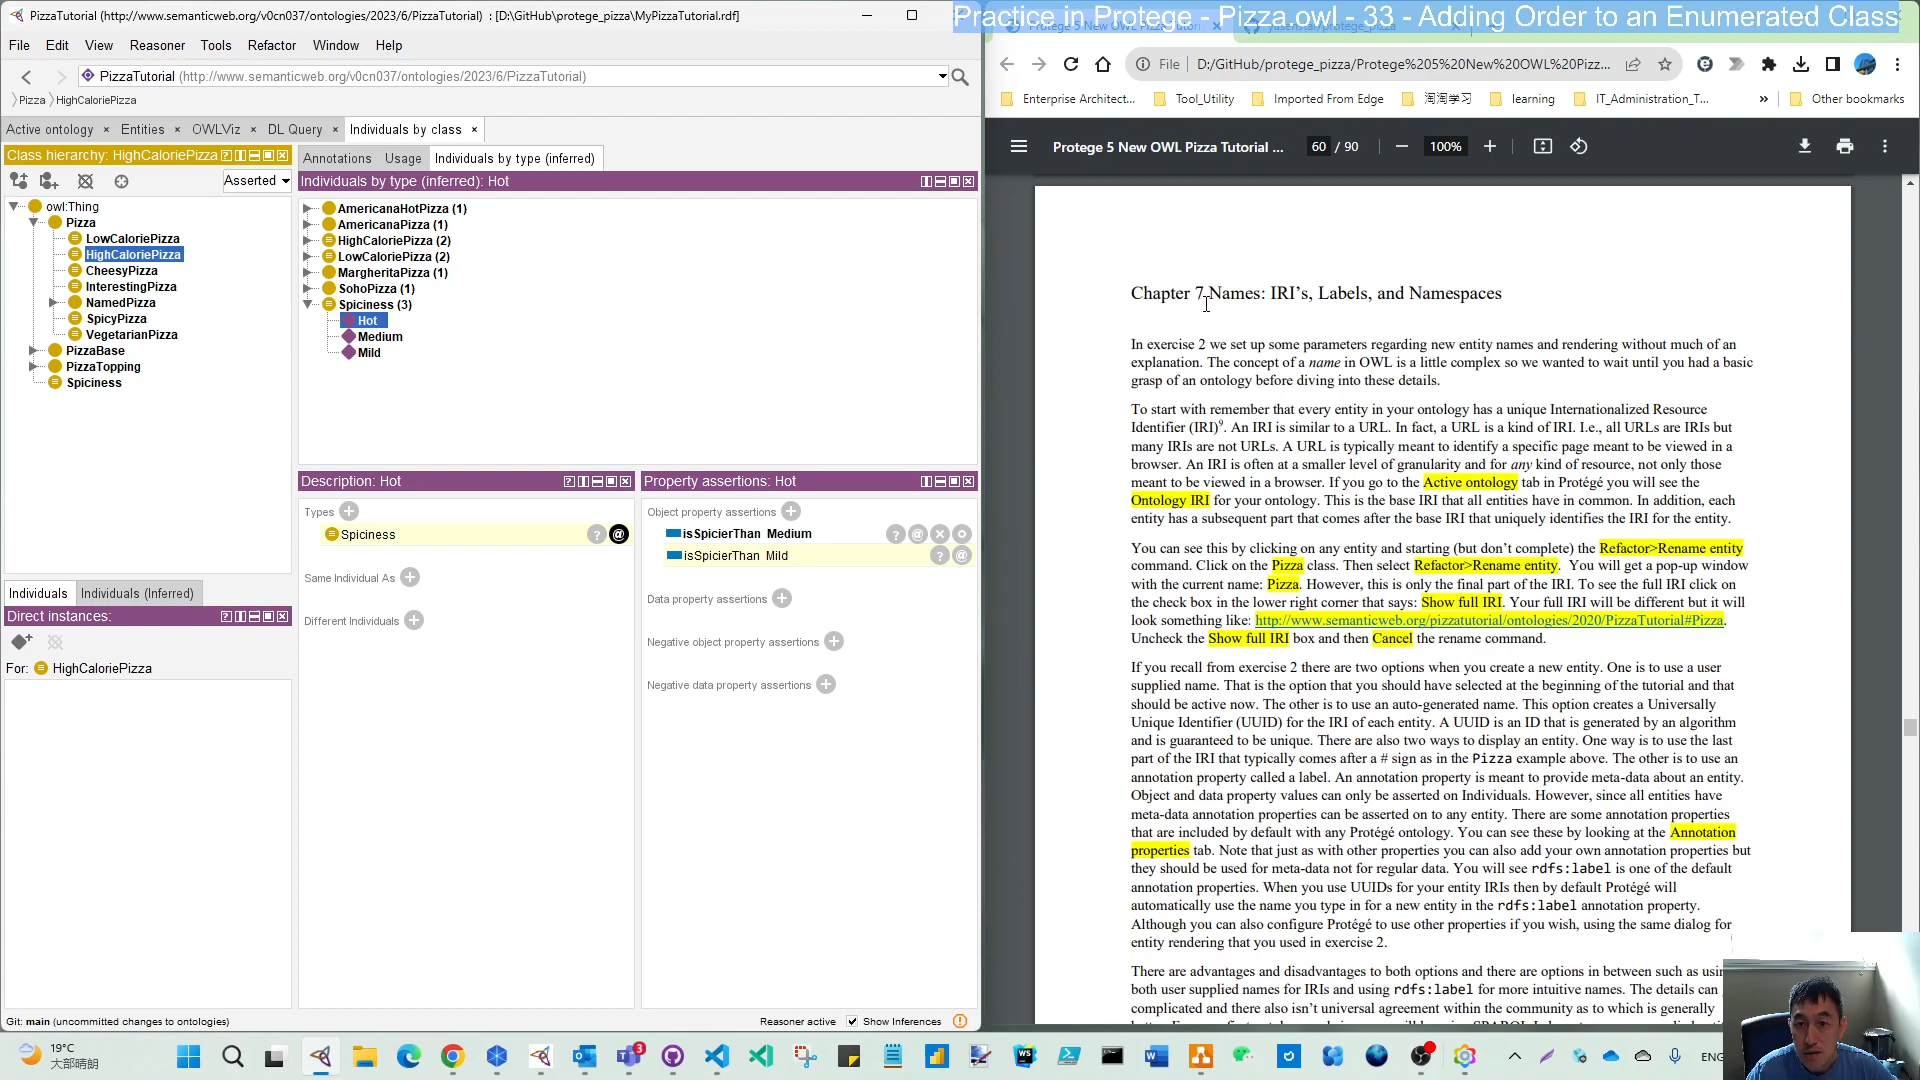 PizzaTutorial (http://www.semanticweb.org/v0cn037/ontologies/2023/6/PizzaTutorial) : [D:\GitHub\protege_pizza\MyPizzaTutorial.rdf]
Practice in Protege - Pizza.owl - 33 - Adding Order to an Enumerated Class
File Edit View Reasoner Tools Refactor Window Help
PizzaTutorial (http://www.semanticweb.org/v0cn037/ontologies/2023/6/PizzaTutorial)
Pizza HighCaloriePizza
Active ontology × Entities × OWLViz × DL Query × Individuals by class ×
Class hierarchy: HighCaloriePizza
Asserted
owl:Thing
Pizza
LowCaloriePizza
HighCaloriePizza
CheesyPizza
InterestingPizza
NamedPizza
SpicyPizza
VegetarianPizza
PizzaBase
PizzaTopping
Spiciness
Individuals Individuals (Inferred)
Direct instances:
For: HighCaloriePizza
Annotations Usage Individuals by type (inferred)
Individuals by type (inferred): Hot
AmericanaHotPizza (1)
AmericanaPizza (1)
HighCaloriePizza (2)
LowCaloriePizza (2)
MargheritaPizza (1)
SohoPizza (1)
Spiciness (3)
Hot
Medium
Mild
Description: Hot
Types
Spiciness
Same Individual As
Different Individuals
Property assertions: Hot
Object property assertions
isSpicierThan Medium
isSpicierThan Mild
Data property assertions
Negative object property assertions
Negative data property assertions
Git: main (uncommitted changes to ontologies)
Reasoner active Show Inferences
File D:/GitHub/protege_pizza/Protege%205%20New%20OWL%20Pizz...
Enterprise Architect... Tool_Utility Imported From Edge 淘淘学习 learning IT_Administration_T... » Other bookmarks
Protege 5 New OWL Pizza Tutorial ... 60 / 90 100%
Chapter 7 Names: IRI’s, Labels, and Namespaces
In exercise 2 we set up some parameters regarding new entity names and rendering without much of an
explanation. The concept of a name in OWL is a little complex so we wanted to wait until you had a basic
grasp of an ontology before diving into these details.
To start with remember that every entity in your ontology has a unique Internationalized Resource
Identifier (IRI)9. An IRI is similar to a URL. In fact, a URL is a kind of IRI. I.e., all URLs are IRIs but
many IRIs are not URLs. A URL is typically meant to identify a specific page meant to be viewed in a
browser. An IRI is often at a smaller level of granularity and for any kind of resource, not only those
meant to be viewed in a browser. If you go to the Active ontology tab in Protégé you will see the
Ontology IRI for your ontology. This is the base IRI that all entities have in common. In addition, each
entity has a subsequent part that comes after the base IRI that uniquely identifies the IRI for the entity.
You can see this by clicking on any entity and starting (but don’t complete) the Refactor>Rename entity
command. Click on the Pizza class. Then select Refactor>Rename entity. You will get a pop-up window
with the current name: Pizza. However, this is only the final part of the IRI. To see the full IRI click on
the check box in the lower right corner that says: Show full IRI. Your full IRI will be different but it will
look something like: http://www.semanticweb.org/pizzatutorial/ontologies/2020/PizzaTutorial#Pizza.
Uncheck the Show full IRI box and then Cancel the rename command.
If you recall from exercise 2 there are two options when you create a new entity. One is to use a user
supplied name. That is the option that you should have selected at the beginning of the tutorial and that
should be active now. The other is to use an auto-generated name. This option creates a Universally
Unique Identifier (UUID) for the IRI of each entity. A UUID is an ID that is generated by an algorithm
and is guaranteed to be unique. There are also two ways to display an entity. One way is to use the last
part of the IRI that typically comes after a # sign as in the Pizza example above. The other is to use an
annotation property called a label. An annotation property is meant to provide meta-data about an entity.
Object and data property values can only be asserted on Individuals. However, since all entities have
meta-data annotation properties can be asserted on to any entity. There are some annotation properties
that are included by default with any Protégé ontology. You can see these by looking at the Annotation
properties tab. Note that just as with other properties you can also add your own annotation properties but
they should be used for meta-data not for regular data. You will see rdfs:label is one of the default
annotation properties. When you use UUIDs for your entity IRIs then by default Protégé will
automatically use the name you type in for a new entity in the rdfs:label annotation property.
Although you can also configure Protégé to use other properties if you wish, using the same dialog for
entity rendering that you used in exercise 2.
There are advantages and disadvantages to both options and there are options in between such as usin
both user supplied names for IRIs and using rdfs:label for more intuitive names. The details can
complicated and there also isn’t universal agreement within the community as to which is generally
19°C
大部晴朗
3
ENG